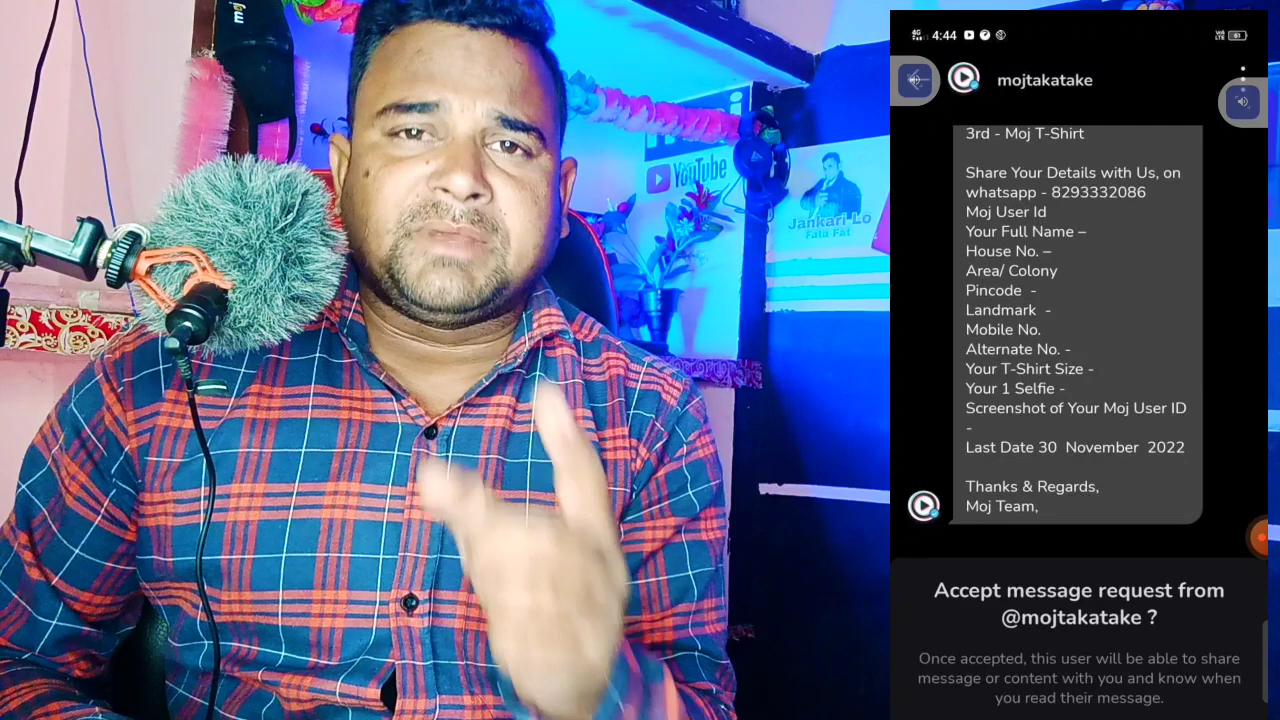 moj
YouTube
Jankari Lo
Fata Fat
4:44
61
mojtakatake
3rd - Moj T-Shirt
Share Your Details with Us, on
whatsapp - 8293332086
Moj User Id
Your Full Name –
House No. –
Area/ Colony
Pincode -
Landmark -
Mobile No.
Alternate No. -
Your T-Shirt Size -
Your 1 Selfie -
Screenshot of Your Moj User ID
-
Last Date 30 November 2022
Thanks & Regards,
Moj Team,
Accept message request from
@mojtakatake ?
Once accepted, this user will be able to share
message or content with you and know when
you read their message.